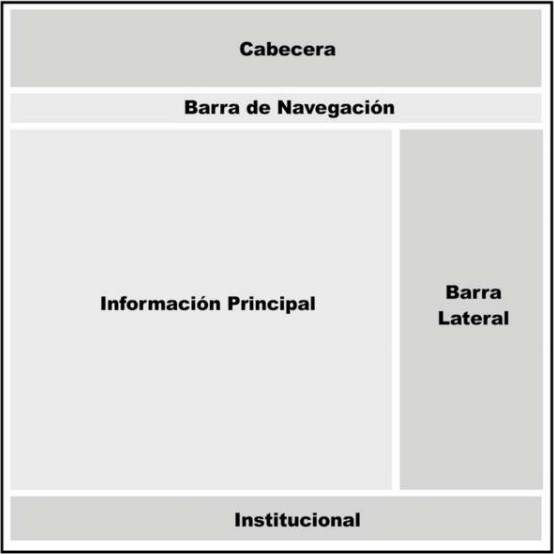 Cabecera
Barra de Navegación
Información Principal
Barra
Lateral
Institucional